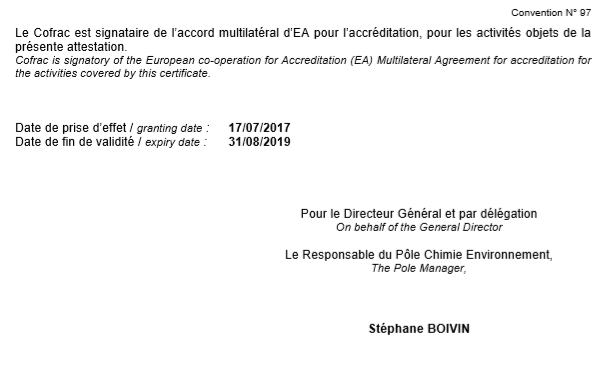 Convention N° 97
Le Cofrac est signataire de l'accord multilatéral d'EA pour l'accréditation, pour les activités objets de la
présente attestation.
Cofrac is signatory of the European co-operation for Accreditation (EA) Multilateral Agreement for accreditation for
the activities covered by this certificate.
Date de prise d'effet / granting date : 17/07/2017
Date de fin de validité / expiry date : 31/08/2019
Pour le Directeur Général et par délégation
On behalf of the General Director
Le Responsable du Pôle Chimie Environnement,
The Pole Manager,
Stéphane BOIVIN